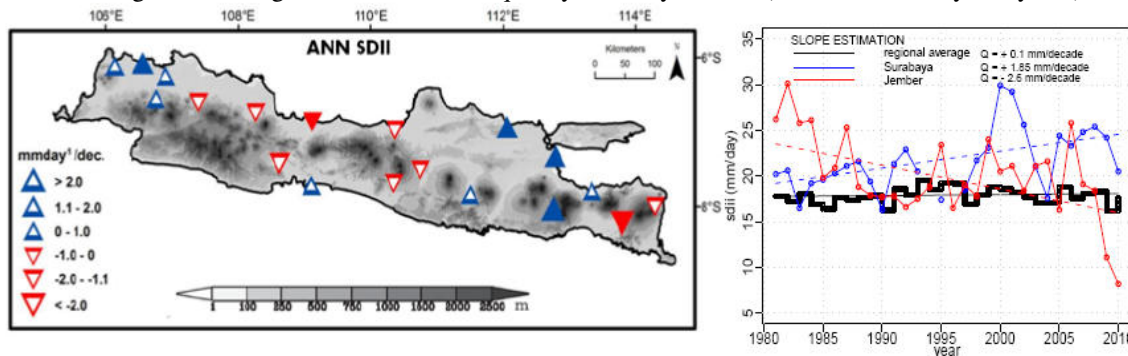 106°E 108°E 110°E 112°E 114°E
ANN SDII
Kilometers
N
0 50 100
6°S
8°S
mmday¹/dec.
> 2.0
1.1 - 2.0
0 - 1.0
-1.0 - 0
-2.0 - -1.1
< -2.0
1 100 250 500 750 1000 1500 2000 2500 m
SLOPE ESTIMATION
regional average Q = + 0.1 mm/decade
Surabaya Q = + 1.85 mm/decade
Jember Q = - 2.6 mm/decade
sdii (mm/day)
35
30
25
20
15
10
5
1980 1985 1990 1995 2000 2005 2010
year